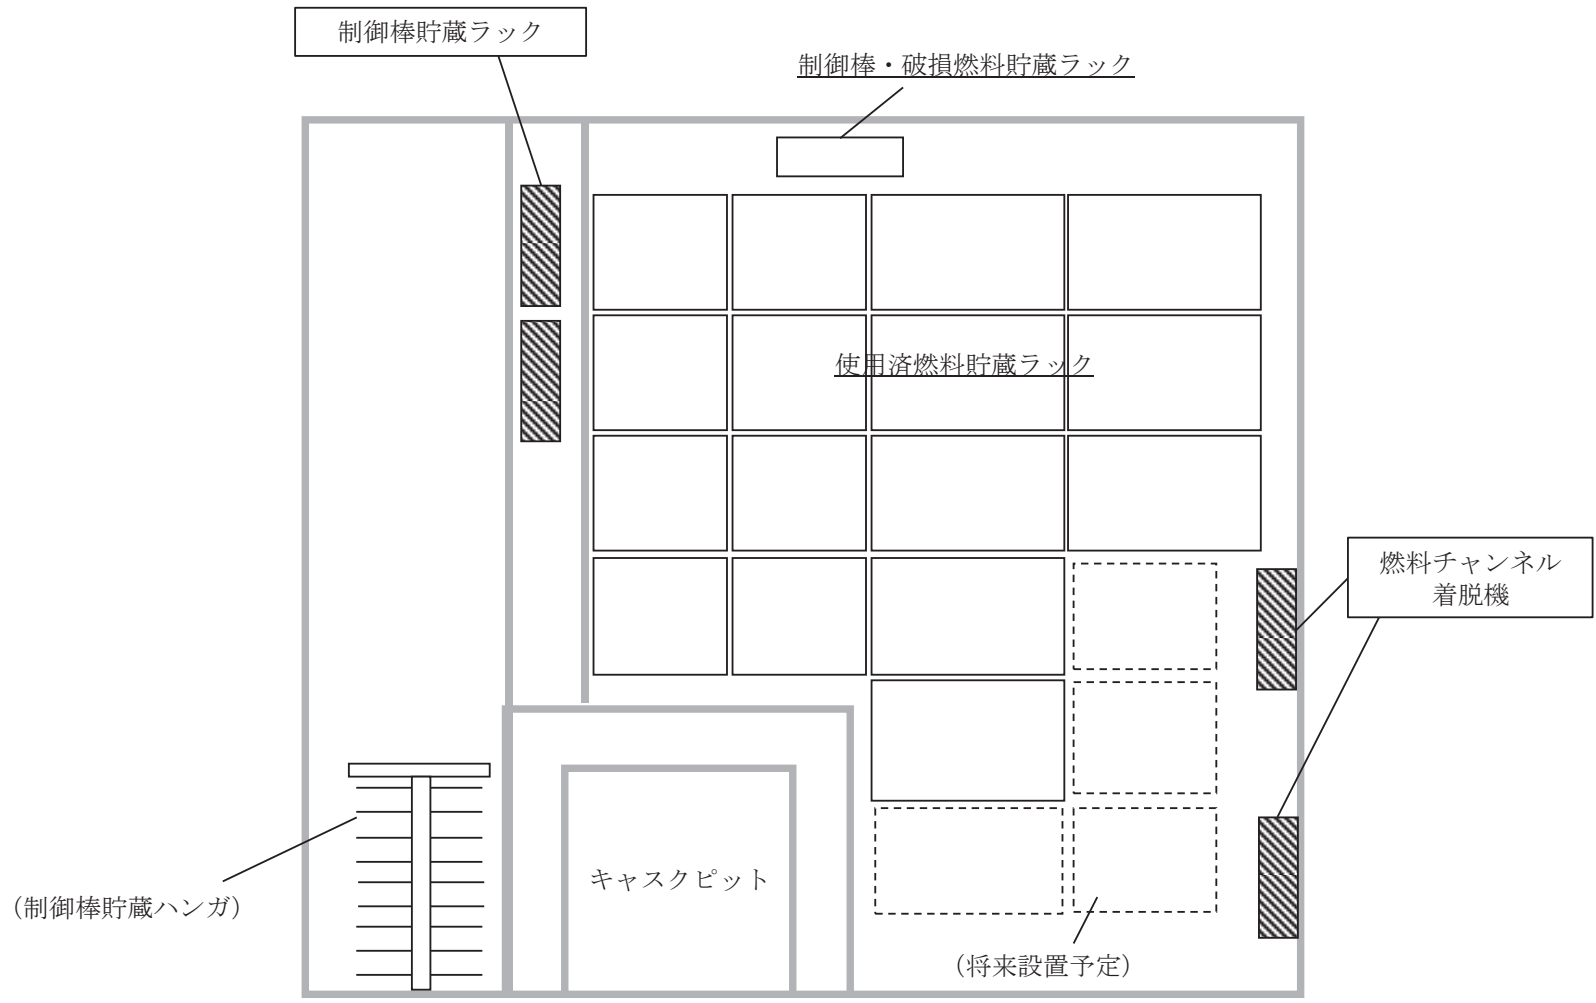 制御棒貯蔵ラック
制御棒・破損燃料貯蔵ラック
使用済燃料貯蔵ラック
燃料チャンネル
着脱機
キャスクピット
（制御棒貯蔵ハンガ）
（将来設置予定）